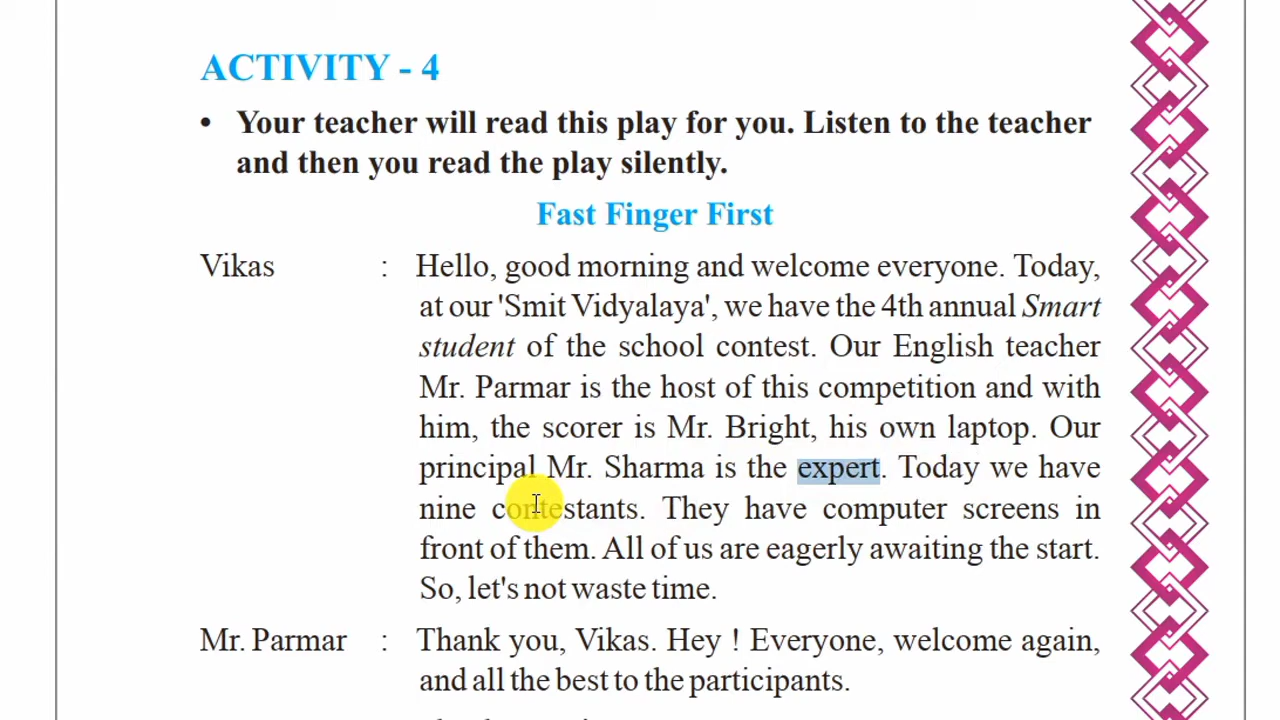 ACTIVITY - 4
• Your teacher will read this play for you. Listen to the teacher
and then you read the play silently.
Fast Finger First
Vikas : Hello, good morning and welcome everyone. Today,
at our 'Smit Vidyalaya', we have the 4th annual Smart
student of the school contest. Our English teacher
Mr. Parmar is the host of this competition and with
him, the scorer is Mr. Bright, his own laptop. Our
principal Mr. Sharma is the expert. Today we have
nine contestants. They have computer screens in
front of them. All of us are eagerly awaiting the start.
So, let's not waste time.
Mr. Parmar : Thank you, Vikas. Hey ! Everyone, welcome again,
and all the best to the participants.